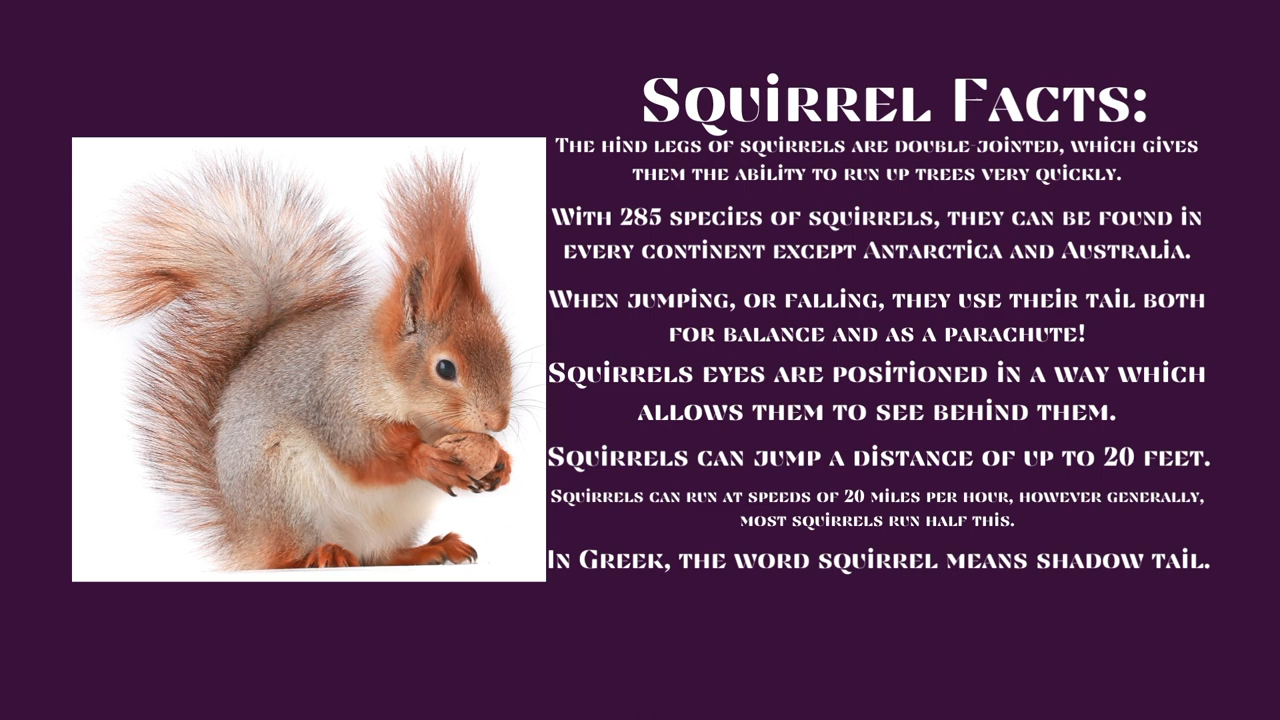 Squirrel Facts:
The hind legs of squirrels are double-jointed, which gives
them the ability to run up trees very quickly.
With 285 species of squirrels, they can be found in
every continent except Antarctica and Australia.
When jumping, or falling, they use their tail both
for balance and as a parachute!
Squirrels eyes are positioned in a way which
allows them to see behind them.
Squirrels can jump a distance of up to 20 feet.
Squirrels can run at speeds of 20 miles per hour, however generally,
most squirrels run half this.
In Greek, the word squirrel means shadow tail.